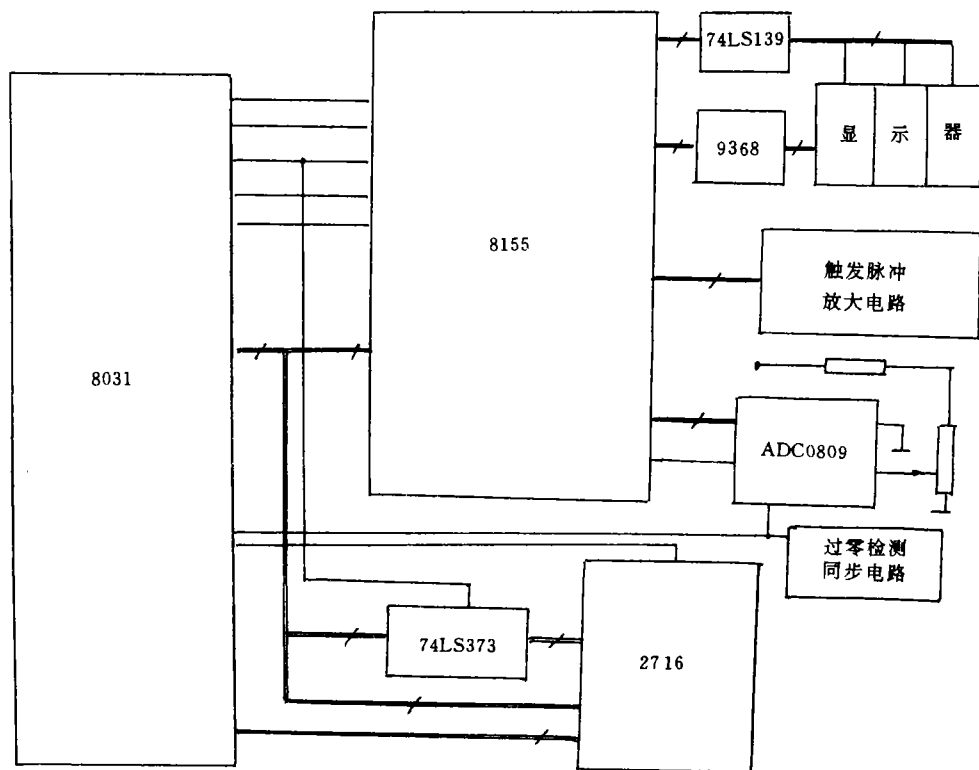 74LS139
显示器
9368
8155
触发脉冲
放大电路
8031
ADC0809
过零检测
同步电路
74LS373
2716